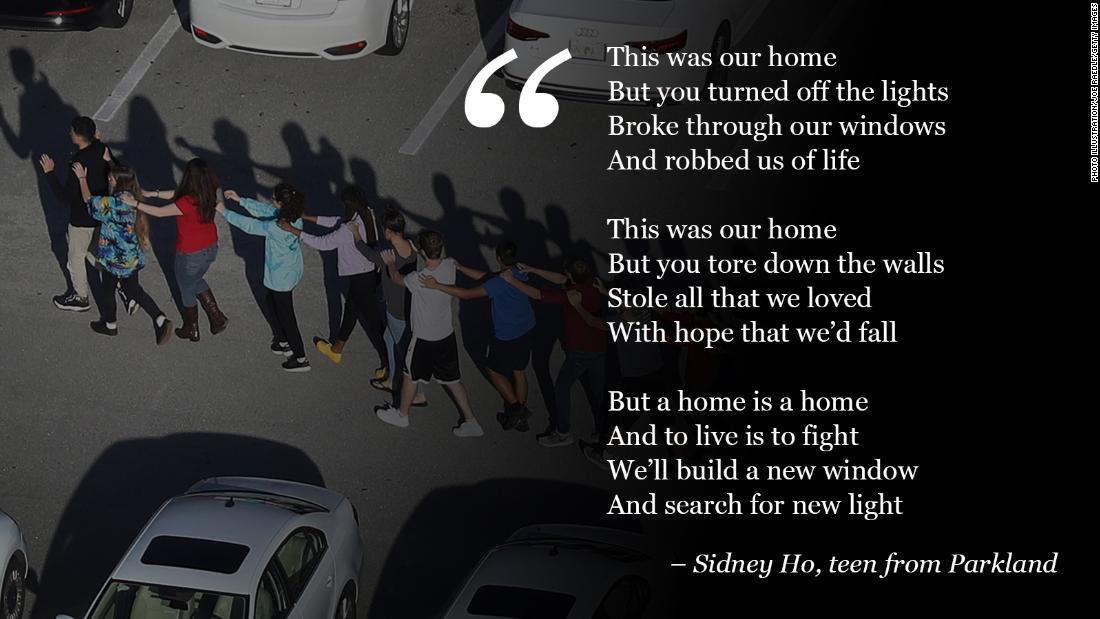 This was our home
But you turned off the lights
Broke through our windows
And robbed us of life
This was our home
But you tore down the walls
Stole all that we loved
With hope that we’d fall
But a home is a home
And to live is to fight
We’ll build a new window
And search for new light
– Sidney Ho, teen from Parkland
PHOTO ILLUSTRATION/JOE RAEDLE/GETTY IMAGES